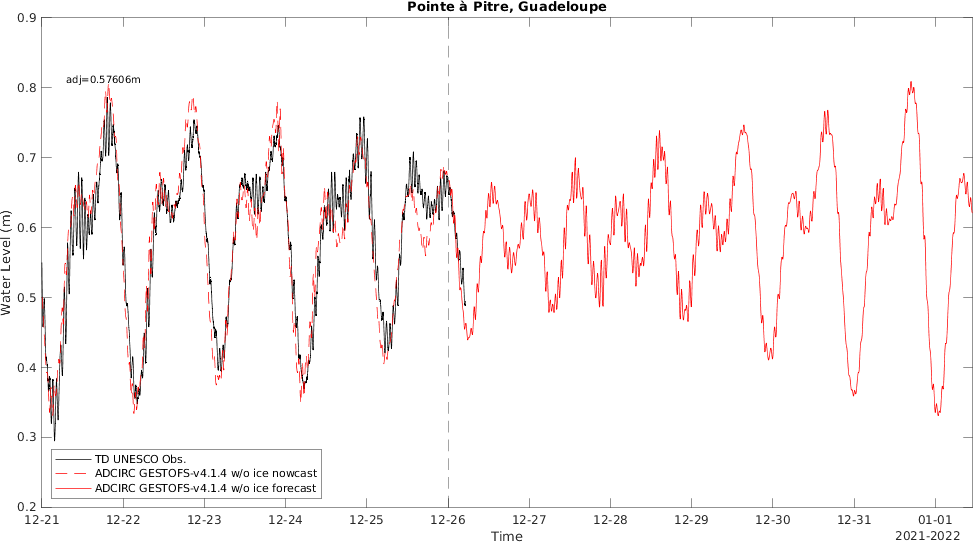 Pointe à Pitre, Guadeloupe
0.9
0.8
0.7
0.6
0.5
0.4
0.3
0.2
Water Level (m)
adj=0.57606m
TD UNESCO Obs.
ADCIRC GESTOFS-v4.1.4 w/o ice nowcast
ADCIRC GESTOFS-v4.1.4 w/o ice forecast
12-21 12-22 12-23 12-24 12-25 12-26 12-27 12-28 12-29 12-30 12-31 01-01
Time
2021-2022